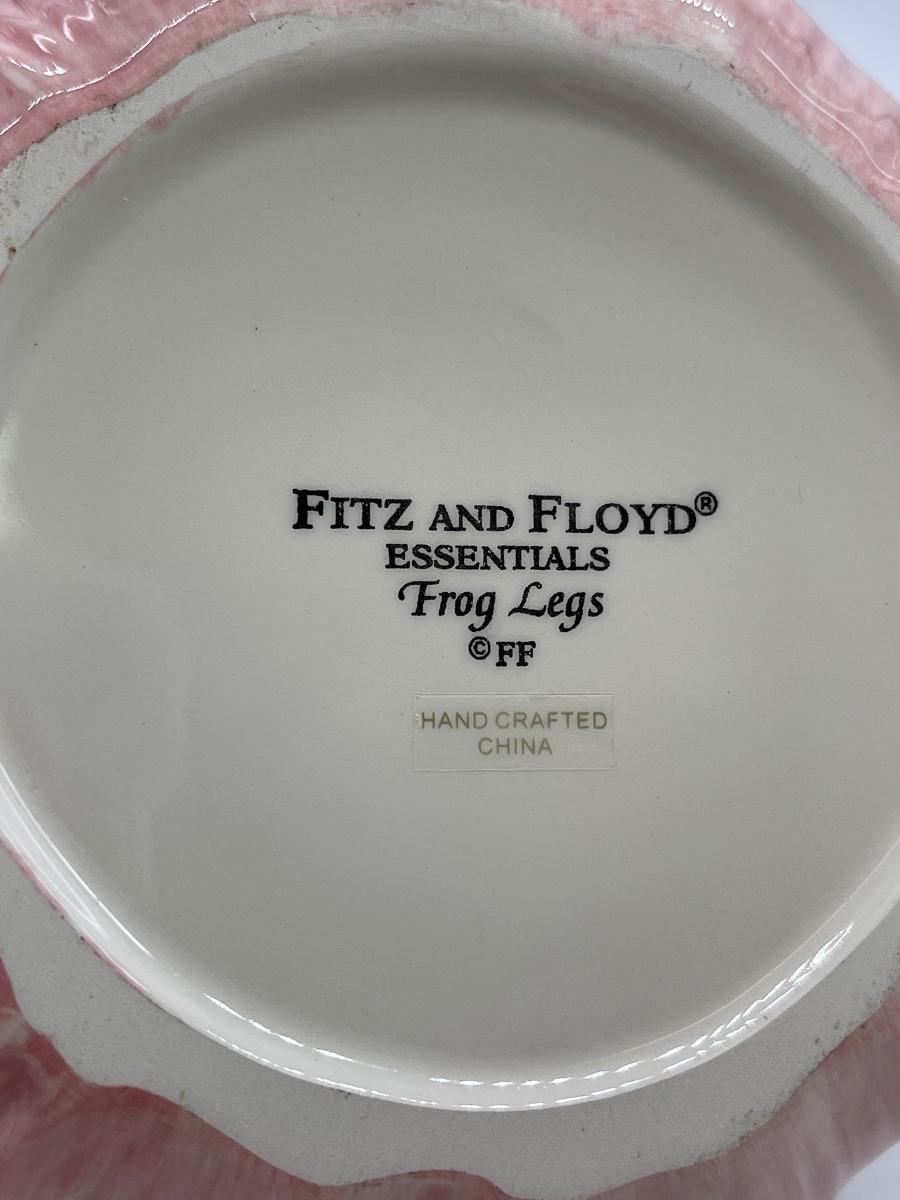 FITZ AND FLOYD®
ESSENTIALS
Frog Legs
©FF
HAND CRAFTED
CHINA